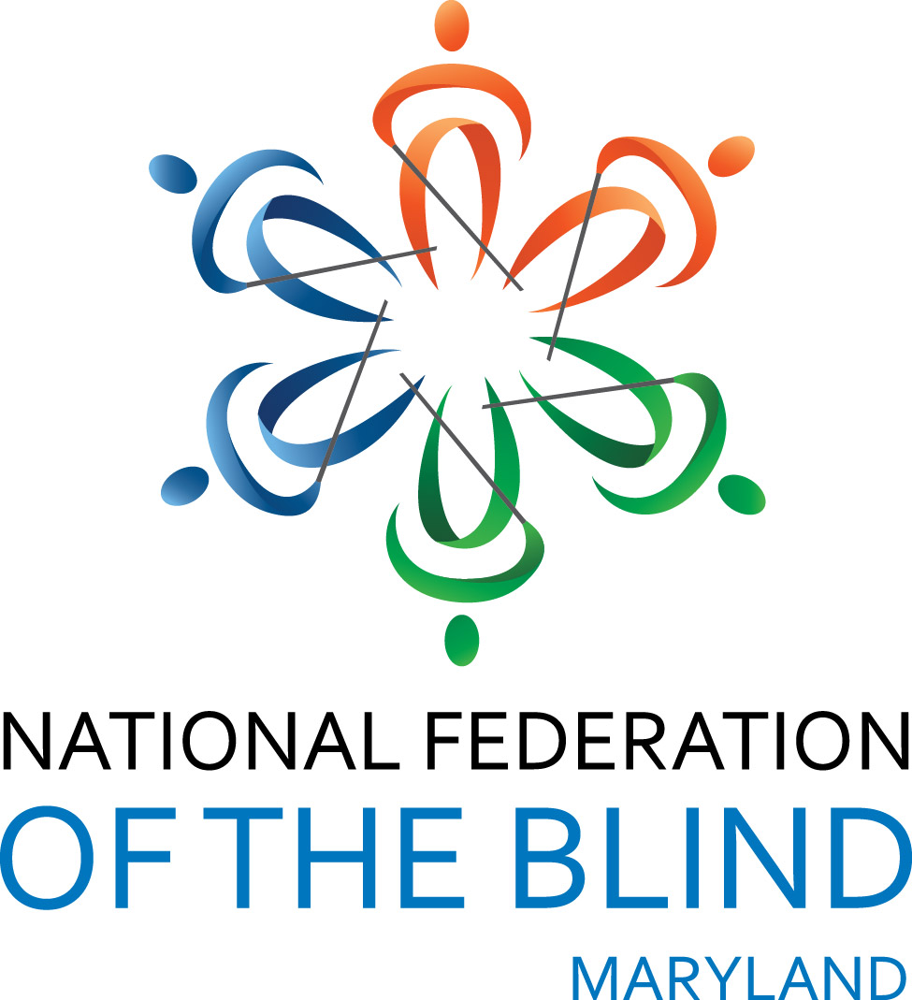 NATIONAL FEDERATION
OF THE BLIND
MARYLAND